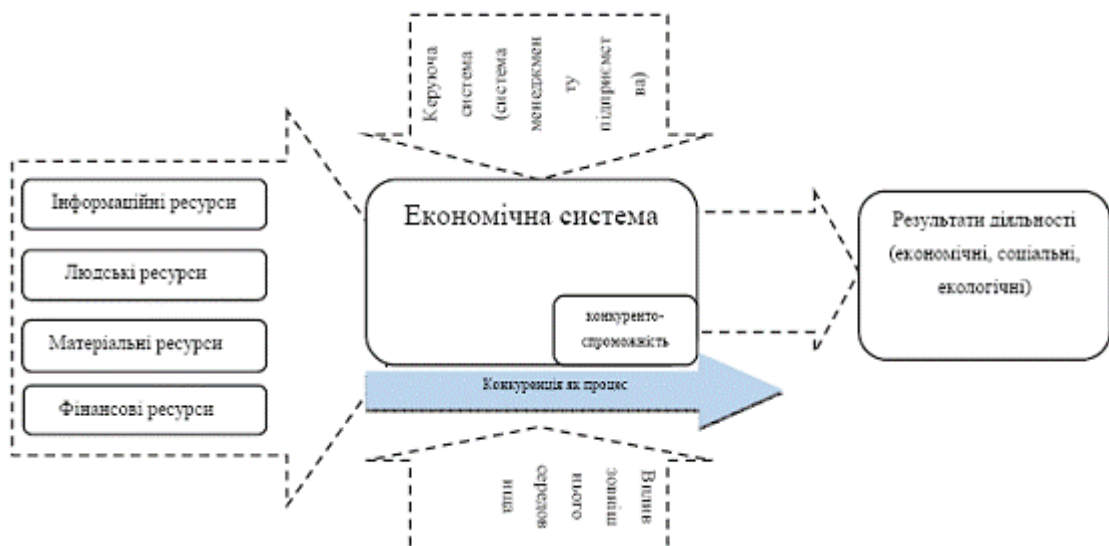 Керуюча
система
(система
менеджмен
ту
підприємст
ва)
Інформаційні ресурси
Людські ресурси
Матеріальні ресурси
Фінансові ресурси
Економічна система
конкуренто-
спроможність
Конкуренція як процес
Результати діяльності
(економічні, соціальні,
екологічні)
Вплив
зовніш
нього
середов
ища